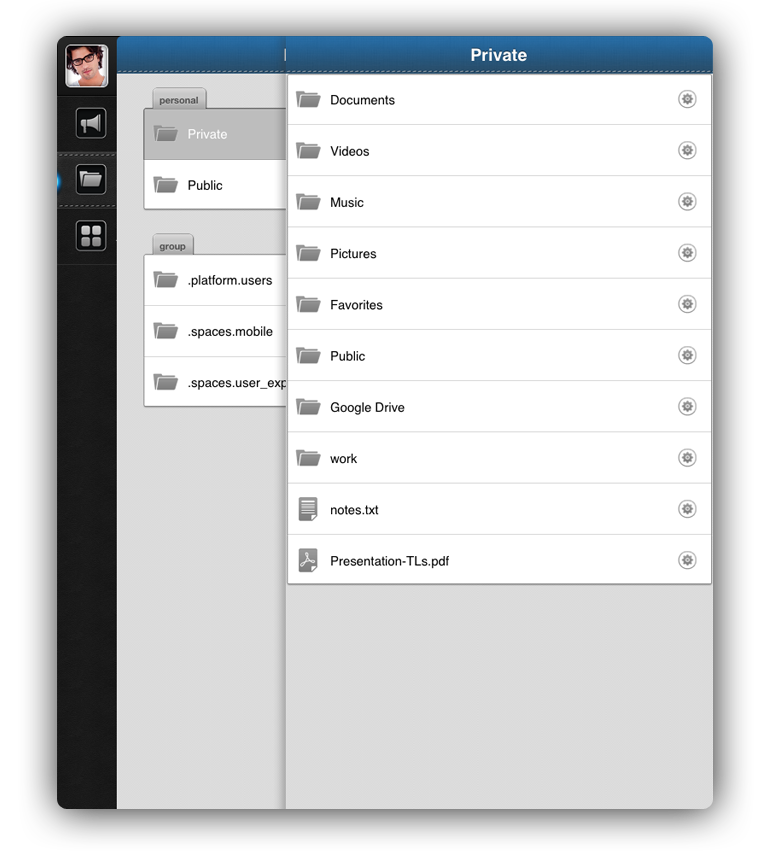 Private
personal
Private
Public
group
.platform.users
.spaces.mobile
.spaces.user_exp
Documents
Videos
Music
Pictures
Favorites
Public
Google Drive
work
notes.txt
Presentation-TLs.pdf